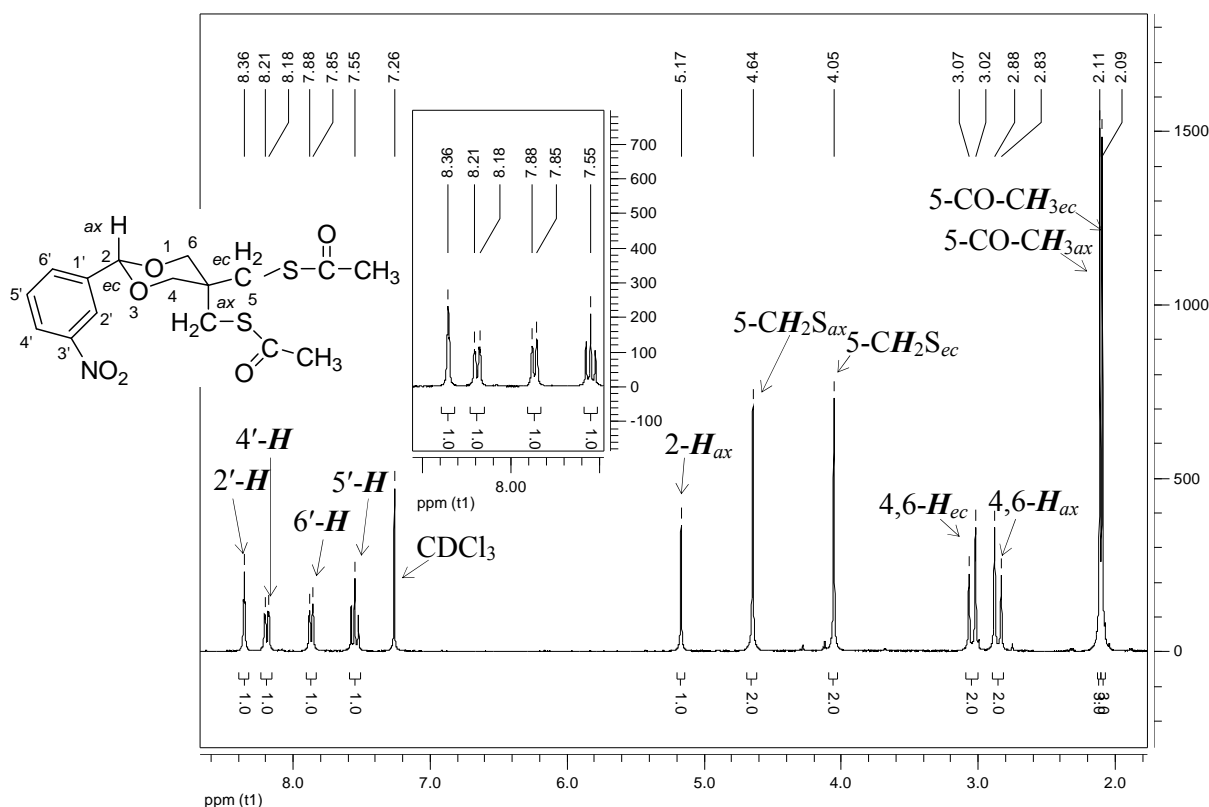 8.36 8.21 8.18 7.88 7.85 7.55 7.26 5.17 4.64 4.05 3.07 3.02 2.88 2.83 2.11 2.09
8.36 8.21 8.18 7.88 7.85 7.55
700
600
500
400
300
200
100
0
-100
1.0 1.0 1.0 1.0
8.00
ppm (t1)
1500
1000
500
0
H
ax
2
1
O
6
ec
O
3
4
ec
H2
C
S
C
O
CH3
5
ax
H2C
S
C
O
CH3
6'
1'
5'
2'
4'
3'
NO2
5-CO-CH3ec
5-CO-CH3ax
5-CH2Sax
5-CH2Sec
2-Hax
4,6-Hec
4,6-Hax
4′-H
2′-H
5′-H
6′-H
CDCl3
1.0 1.0 1.0 1.0 1.0 2.0 2.0 2.0 2.0
8.0 7.0 6.0 5.0 4.0 3.0 2.0
ppm (t1)